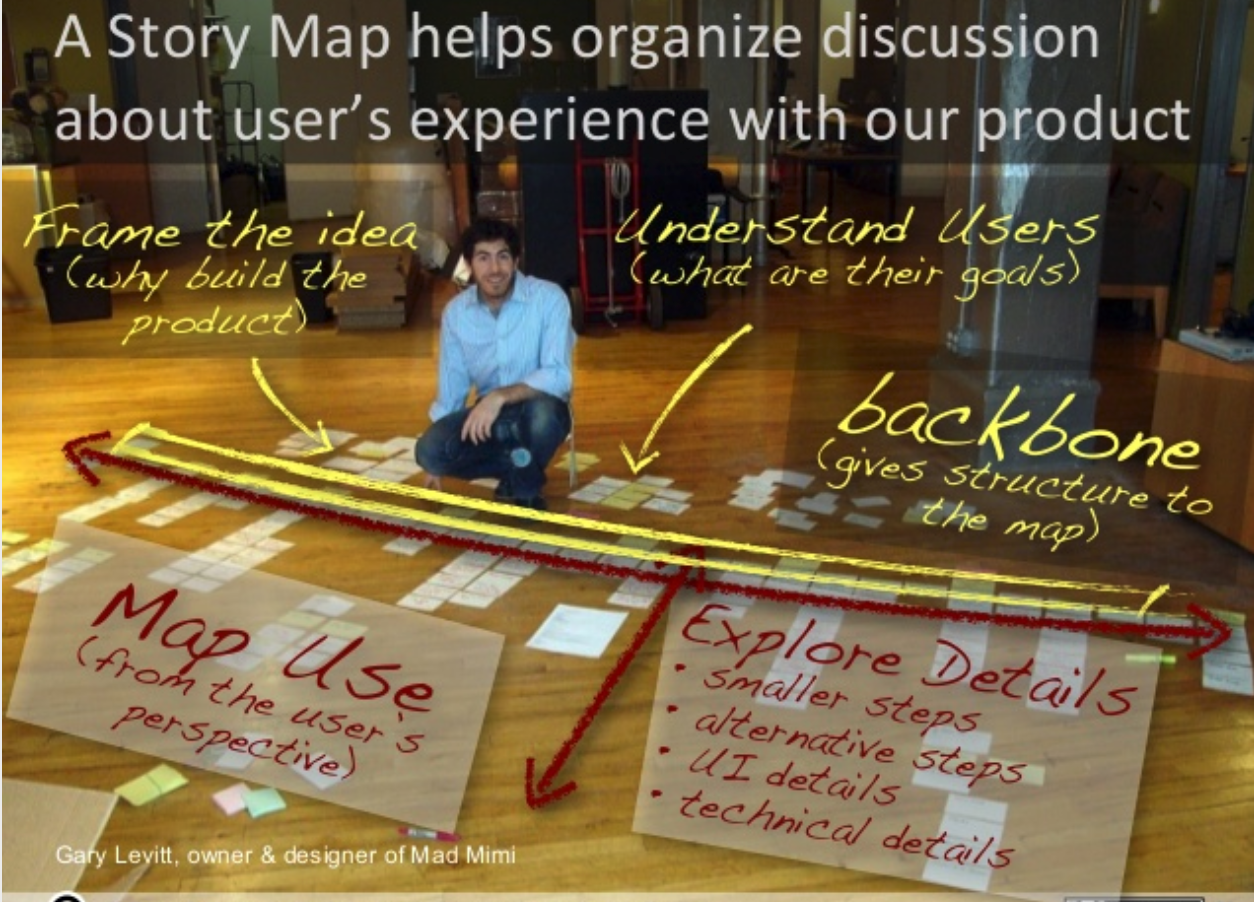 A Story Map helps organize discussion
about user's experience with our product
Frame the idea
(why build the
product)
Understand Users
(what are their goals)
backbone
(gives structure to
the map)
Map Use
(from the user's
perspective)
Explore Details
• smaller steps
• alternative steps
• UI details
• technical details
Gary Levitt, owner & designer of Mad Mimi